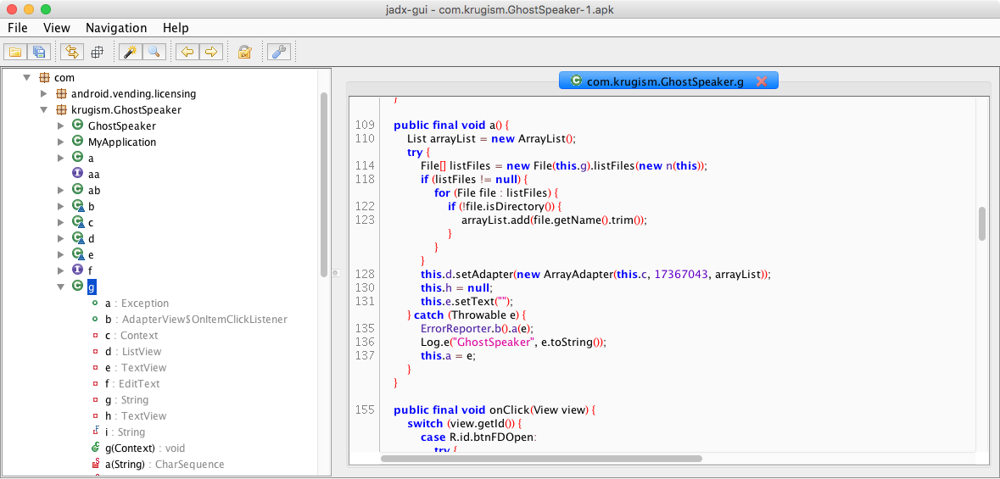 jadx-gui - com.krugism.GhostSpeaker-1.apk
File View Navigation Help
com
android.vending.licensing
krugism.GhostSpeaker
GhostSpeaker
MyApplication
a
aa
ab
b
c
d
e
f
g
a : Exception
b : AdapterView$OnItemClickListener
c : Context
d : ListView
e : TextView
f : EditText
g : String
h : TextView
i : String
g(Context) : void
a(String) : CharSequence
com.krugism.GhostSpeaker.g
}
109 public final void a() {
110 List arrayList = new ArrayList();
try {
114 File[] listFiles = new File(this.g).listFiles(new n(this));
118 if (listFiles != null) {
for (File file : listFiles) {
122 if (!file.isDirectory()) {
123 arrayList.add(file.getName().trim());
}
}
}
128 this.d.setAdapter(new ArrayAdapter(this.c, 17367043, arrayList));
130 this.h = null;
131 this.e.setText("");
} catch (Throwable e) {
135 ErrorReporter.b().a(e);
136 Log.e("GhostSpeaker", e.toString());
137 this.a = e;
}
}
155 public final void onClick(View view) {
switch (view.getId()) {
case R.id.btnFDOpen:
try {